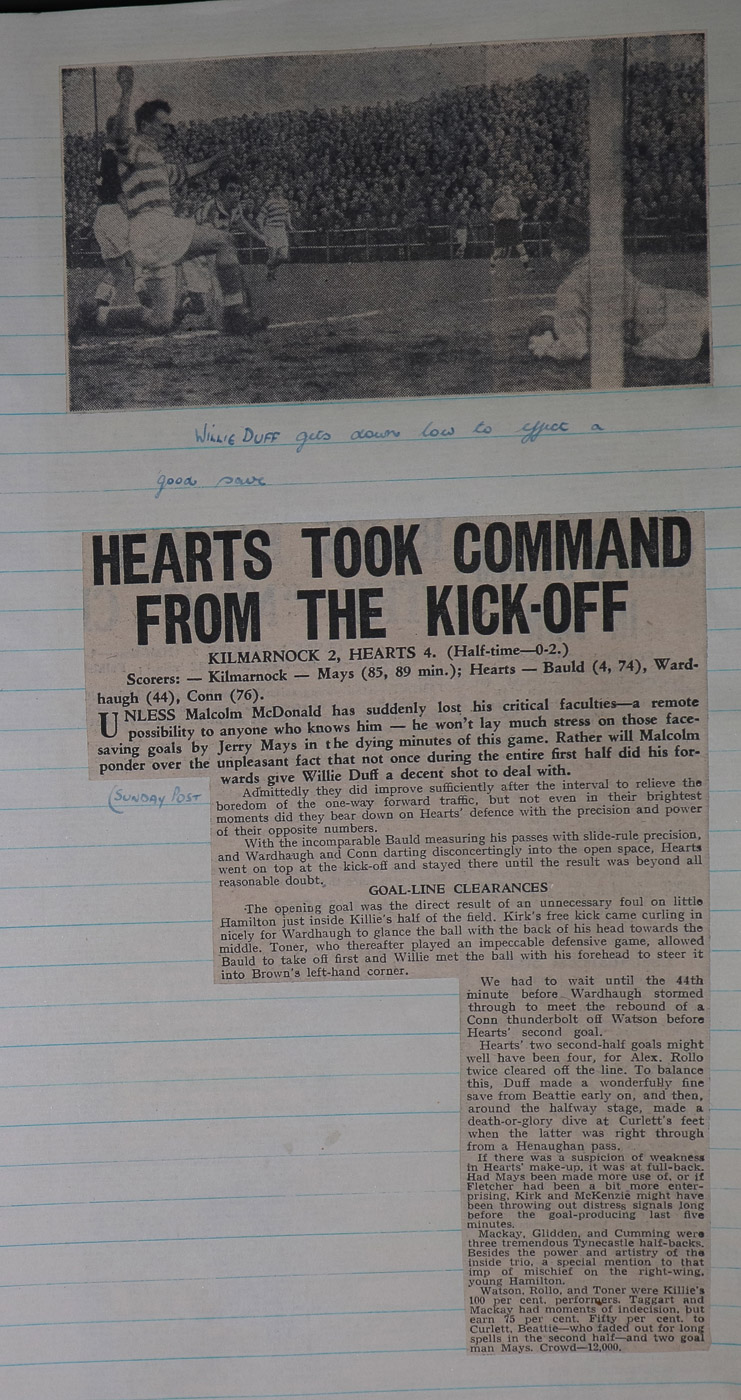 WILLIE DUFF gets down low to effect a
good save
HEARTS TOOK COMMAND
FROM THE KICK-OFF
KILMARNOCK 2, HEARTS 4. (Half-time—0-2.)
Scorers: — Kilmarnock — Mays (85, 89 min.); Hearts — Bauld (4, 74), Ward-
haugh (44), Conn (76).
UNLESS Malcolm McDonald has suddenly lost his critical faculties—a remote
possibility to anyone who knows him — he won't lay much stress on those face-
saving goals by Jerry Mays in the dying minutes of this game. Rather will Malcolm
ponder over the unpleasant fact that not once during the entire first half did his for-
wards give Willie Duff a decent shot to deal with.
(SUNDAY POST
Admittedly they did improve sufficiently after the interval to relieve the
boredom of the one-way forward traffic, but not even in their brightest
moments did they bear down on Hearts' defence with the precision and power
of their opposite numbers.
With the incomparable Bauld measuring his passes with slide-rule precision,
and Wardhaugh and Conn darting disconcertingly into the open space, Hearts
went on top at the kick-off and stayed there until the result was beyond all
reasonable doubt.
GOAL-LINE CLEARANCES
The opening goal was the direct result of an unnecessary foul on little
Hamilton just inside Killie's half of the field. Kirk's free kick came curling in
nicely for Wardhaugh to glance the ball with the back of his head towards the
middle. Toner, who thereafter played an impeccable defensive game, allowed
Bauld to take off first and Willie met the ball with his forehead to steer it
into Brown's left-hand corner.
We had to wait until the 44th
minute before Wardhaugh stormed
through to meet the rebound of a
Conn thunderbolt off Watson before
Hearts' second goal.
Hearts' two second-half goals might
well have been four, for Alex. Rollo
twice cleared off the line. To balance
this, Duff made a wonderfully fine
save from Beattie early on, and then,
around the halfway stage, made a
death-or-glory dive at Curlett's feet
when the latter was right through
from a Henaughan pass.
If there was a suspicion of weakness
in Hearts' make-up, it was at full-back.
Had Mays been made more use of, or if
Fletcher had been a bit more enter-
prising, Kirk and McKenzie might have
been throwing out distress signals long
before the goal-producing last five
minutes.
Mackay, Glidden, and Cumming were
three tremendous Tynecastle half-backs.
Besides the power and artistry of the
inside trio, a special mention to that
imp of mischief on the right-wing,
young Hamilton.
Watson, Rollo, and Toner were Killie's
100 per cent. performers. Taggart and
Mackay had moments of indecision, but
earn 75 per cent. Fifty per cent. to
Curlett, Beattie—who faded out for long
spells in the second half—and two goal
man Mays. Crowd—12,000.